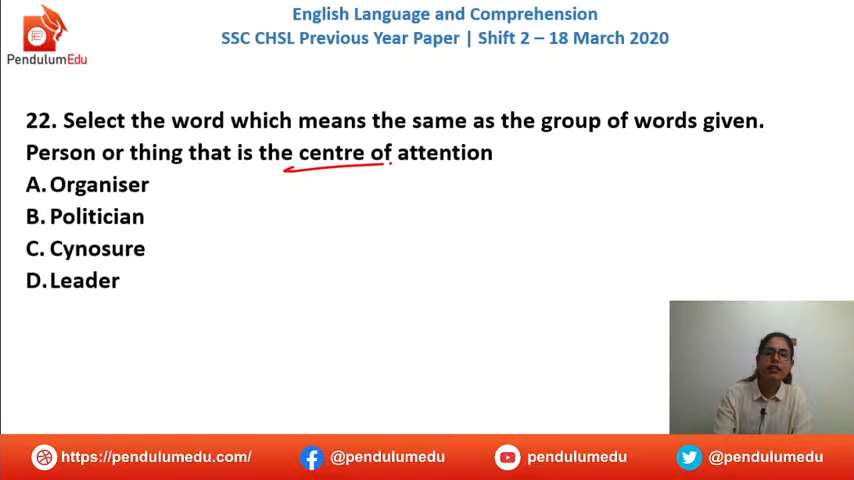 English Language and Comprehension
SSC CHSL Previous Year Paper | Shift 2 – 18 March 2020
PendulumEdu
22. Select the word which means the same as the group of words given.
Person or thing that is the centre of attention
A. Organiser
B. Politician
C. Cynosure
D. Leader
https://pendulumedu.com/ @pendulumedu pendulumedu @pendulumedu